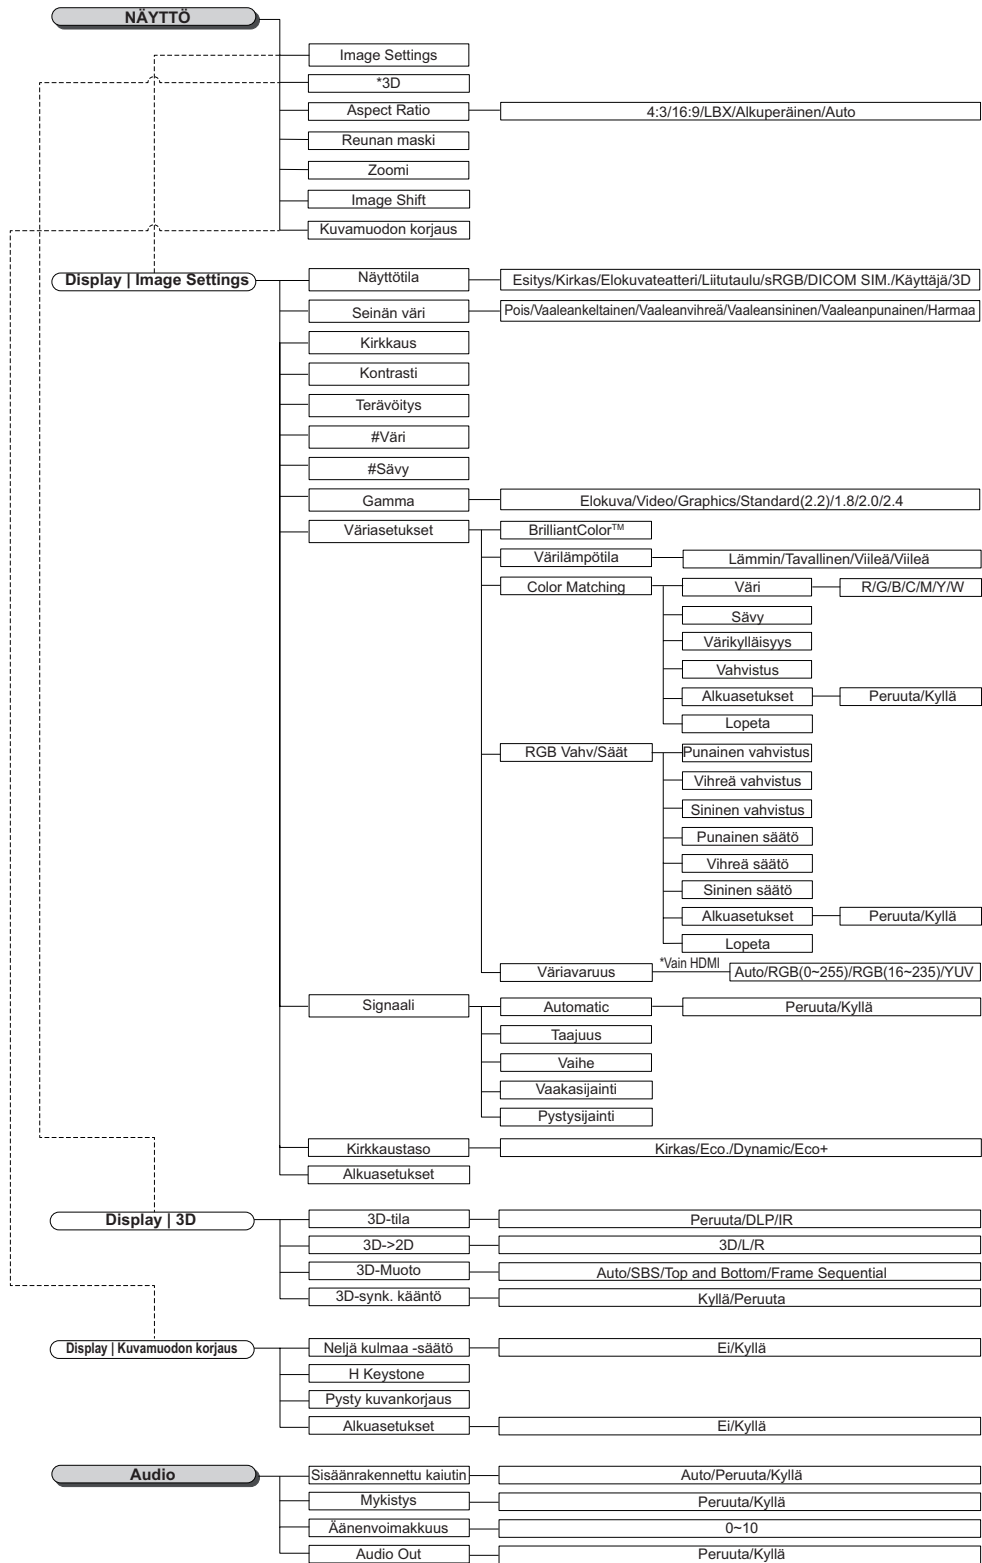 NÄYTTÖ
Image Settings
*3D
Aspect Ratio 4:3/16:9/LBX/Alkuperäinen/Auto
Reunan maski
Zoomi
Image Shift
Kuvamuodon korjaus
Display | Image Settings Näyttötila Esitys/Kirkas/Elokuvateatteri/Liitutaulu/sRGB/DICOM SIM./Käyttäjä/3D
Seinän väri Pois/Vaaleankeltainen/Vaaleanvihreä/Vaaleansininen/Vaaleanpunainen/Harmaa
Kirkkaus
Kontrasti
Terävöitys
#Väri
#Sävy
Gamma Elokuva/Video/Graphics/Standard(2.2)/1.8/2.0/2.4
Väriasetukset BrilliantColor™
Värilämpötila Lämmin/Tavallinen/Viileä/Viileä
Color Matching Väri R/G/B/C/M/Y/W
Sävy
Värikylläisyys
Vahvistus
Alkuasetukset Peruuta/Kyllä
Lopeta
RGB Vahv/Säät Punainen vahvistus
Vihreä vahvistus
Sininen vahvistus
Punainen säätö
Vihreä säätö
Sininen säätö
Alkuasetukset Peruuta/Kyllä
Lopeta
Väriavaruus *Vain HDMI Auto/RGB(0~255)/RGB(16~235)/YUV
Signaali Automatic Peruuta/Kyllä
Taajuus
Vaihe
Vaakasijainti
Pystysijainti
Kirkkaustaso Kirkas/Eco./Dynamic/Eco+
Alkuasetukset
Display | 3D 3D-tila Peruuta/DLP/IR
3D->2D 3D/L/R
3D-Muoto Auto/SBS/Top and Bottom/Frame Sequential
3D-synk. kääntö Kyllä/Peruuta
Display | Kuvamuodon korjaus Neljä kulmaa -säätö Ei/Kyllä
H Keystone
Pysty kuvankorjaus
Alkuasetukset Ei/Kyllä
Audio Sisäänrakennettu kaiutin Auto/Peruuta/Kyllä
Mykistys Peruuta/Kyllä
Äänenvoimakkuus 0~10
Audio Out Peruuta/Kyllä